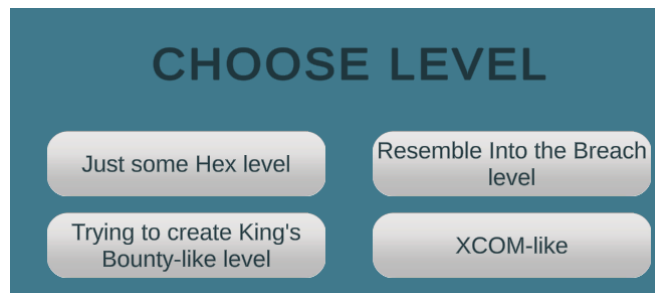 CHOOSE LEVEL
Just some Hex level
Resemble Into the Breach
level
Trying to create King's
Bounty-like level
XCOM-like